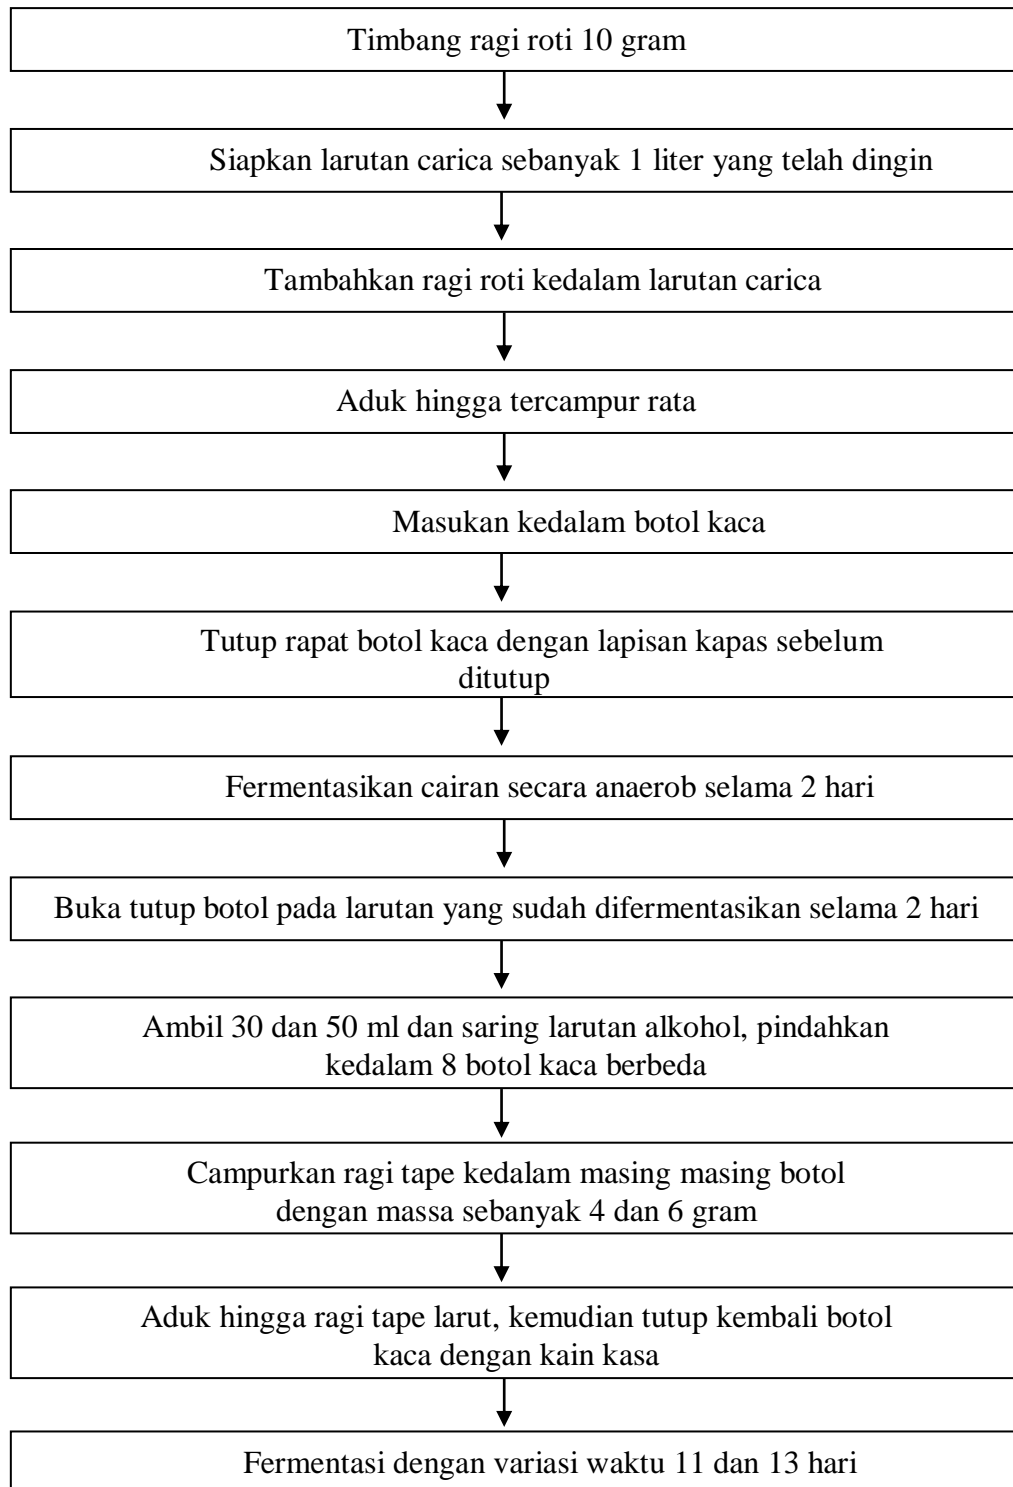 Timbang ragi roti 10 gram
Siapkan larutan carica sebanyak 1 liter yang telah dingin
Tambahkan ragi roti kedalam larutan carica
Aduk hingga tercampur rata
Masukan kedalam botol kaca
Tutup rapat botol kaca dengan lapisan kapas sebelum
ditutup
Fermentasikan cairan secara anaerob selama 2 hari
Buka tutup botol pada larutan yang sudah difermentasikan selama 2 hari
Ambil 30 dan 50 ml dan saring larutan alkohol, pindahkan
kedalam 8 botol kaca berbeda
Campurkan ragi tape kedalam masing masing botol
dengan massa sebanyak 4 dan 6 gram
Aduk hingga ragi tape larut, kemudian tutup kembali botol
kaca dengan kain kasa
Fermentasi dengan variasi waktu 11 dan 13 hari